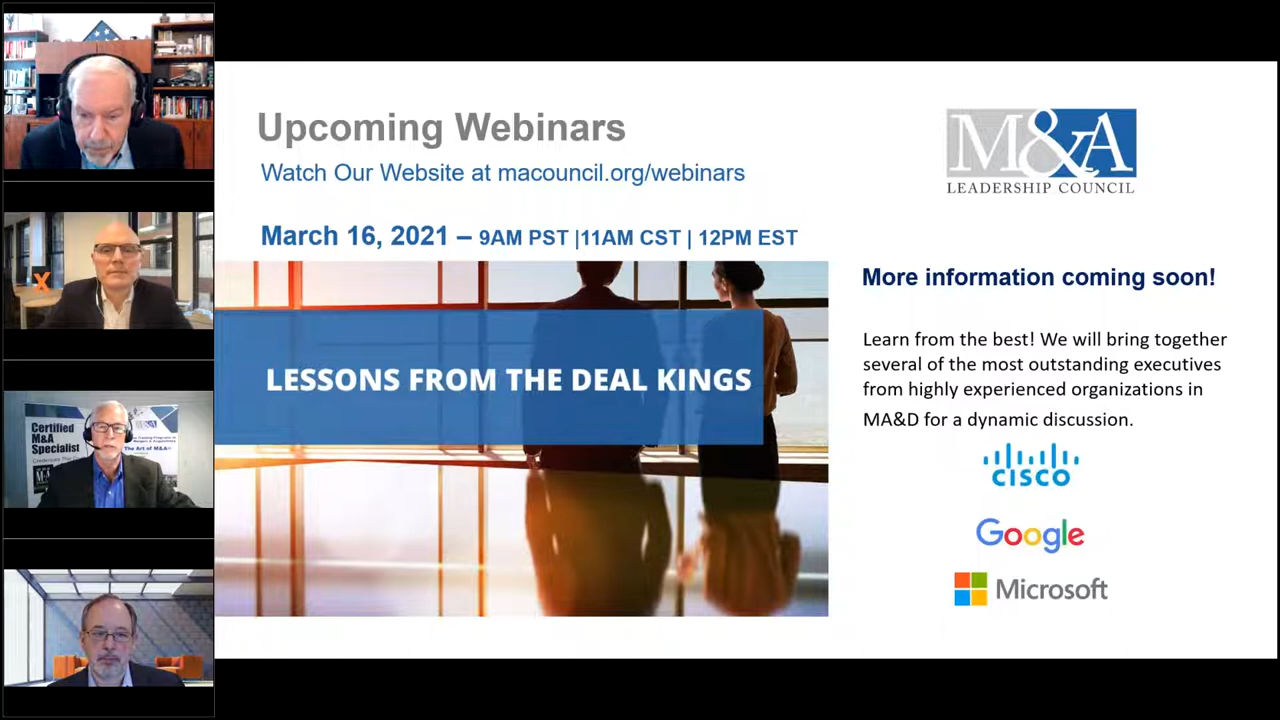 Upcoming Webinars
Watch Our Website at macouncil.org/webinars
March 16, 2021 – 9AM PST |11AM CST | 12PM EST
LESSONS FROM THE DEAL KINGS
M&A
LEADERSHIP COUNCIL
More information coming soon!
Learn from the best! We will bring together
several of the most outstanding executives
from highly experienced organizations in
MA&D for a dynamic discussion.
CISCO
Google
Microsoft
X
Certified
M&A
Specialist
The Art of M&A